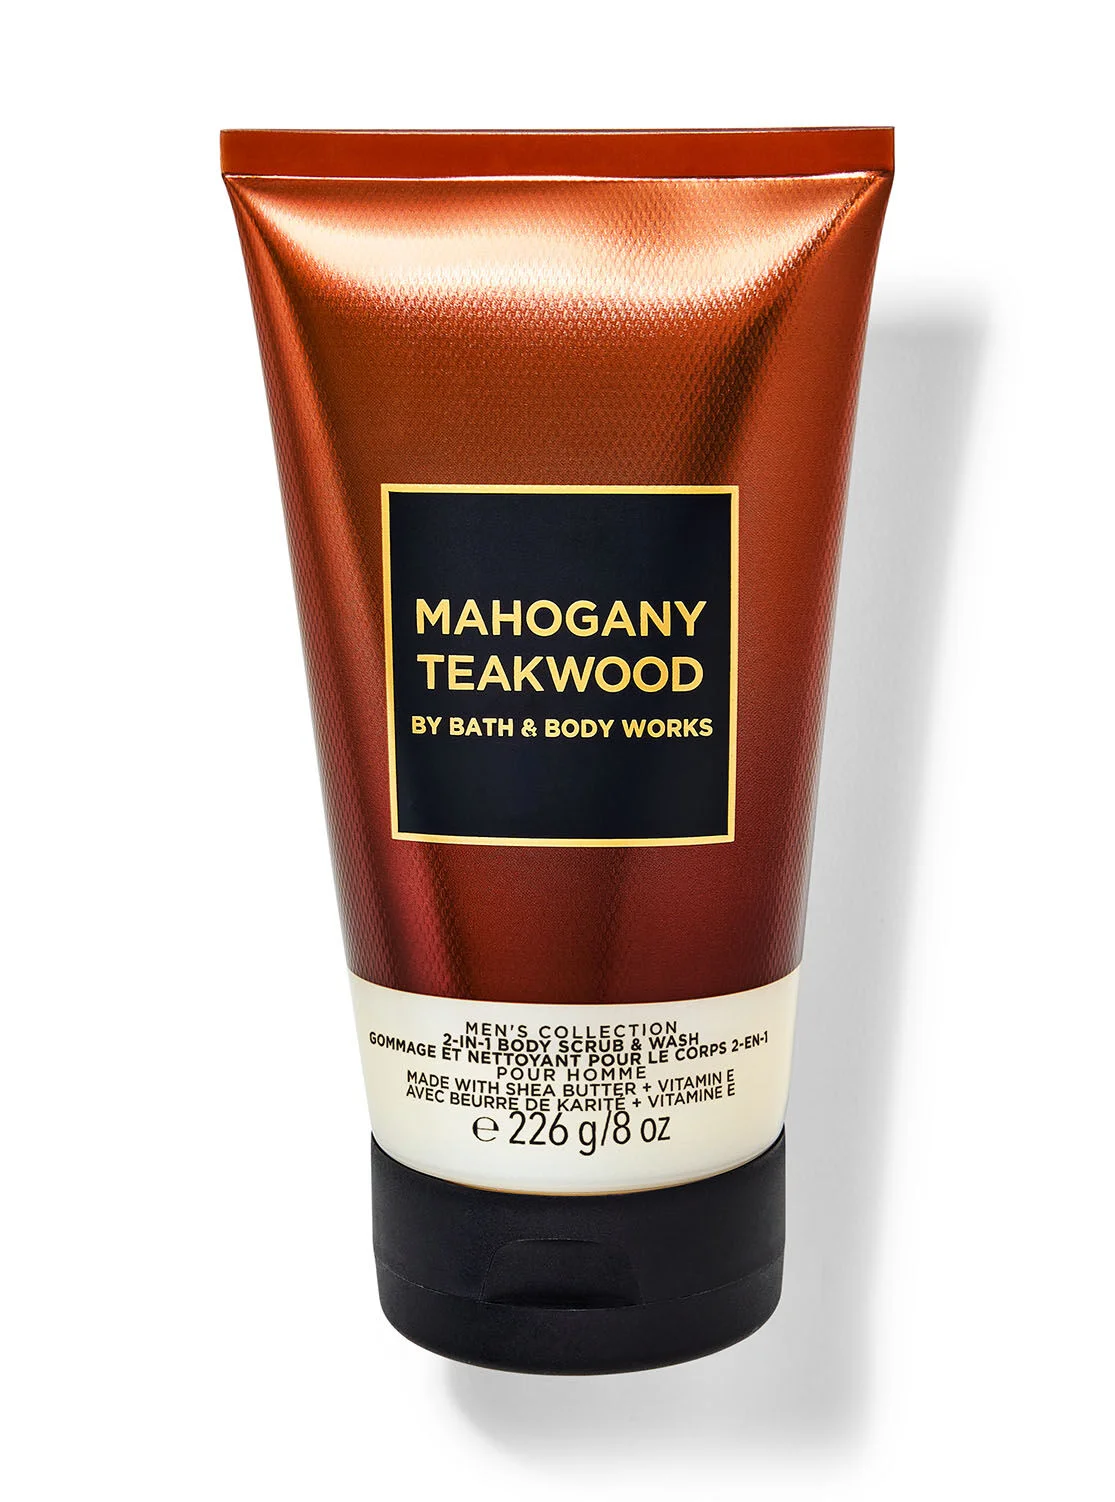 MAHOGANY
TEAKWOOD
BY BATH & BODY WORKS
MEN'S COLLECTION
2-IN-1 BODY SCRUB & WASH
GOMMAGE ET NETTOYANT POUR LE CORPS 2-EN-1
POUR HOMME
MADE WITH SHEA BUTTER + VITAMIN E
AVEC BEURRE DE KARITÉ + VITAMINE E
℮ 226 g/8 oz